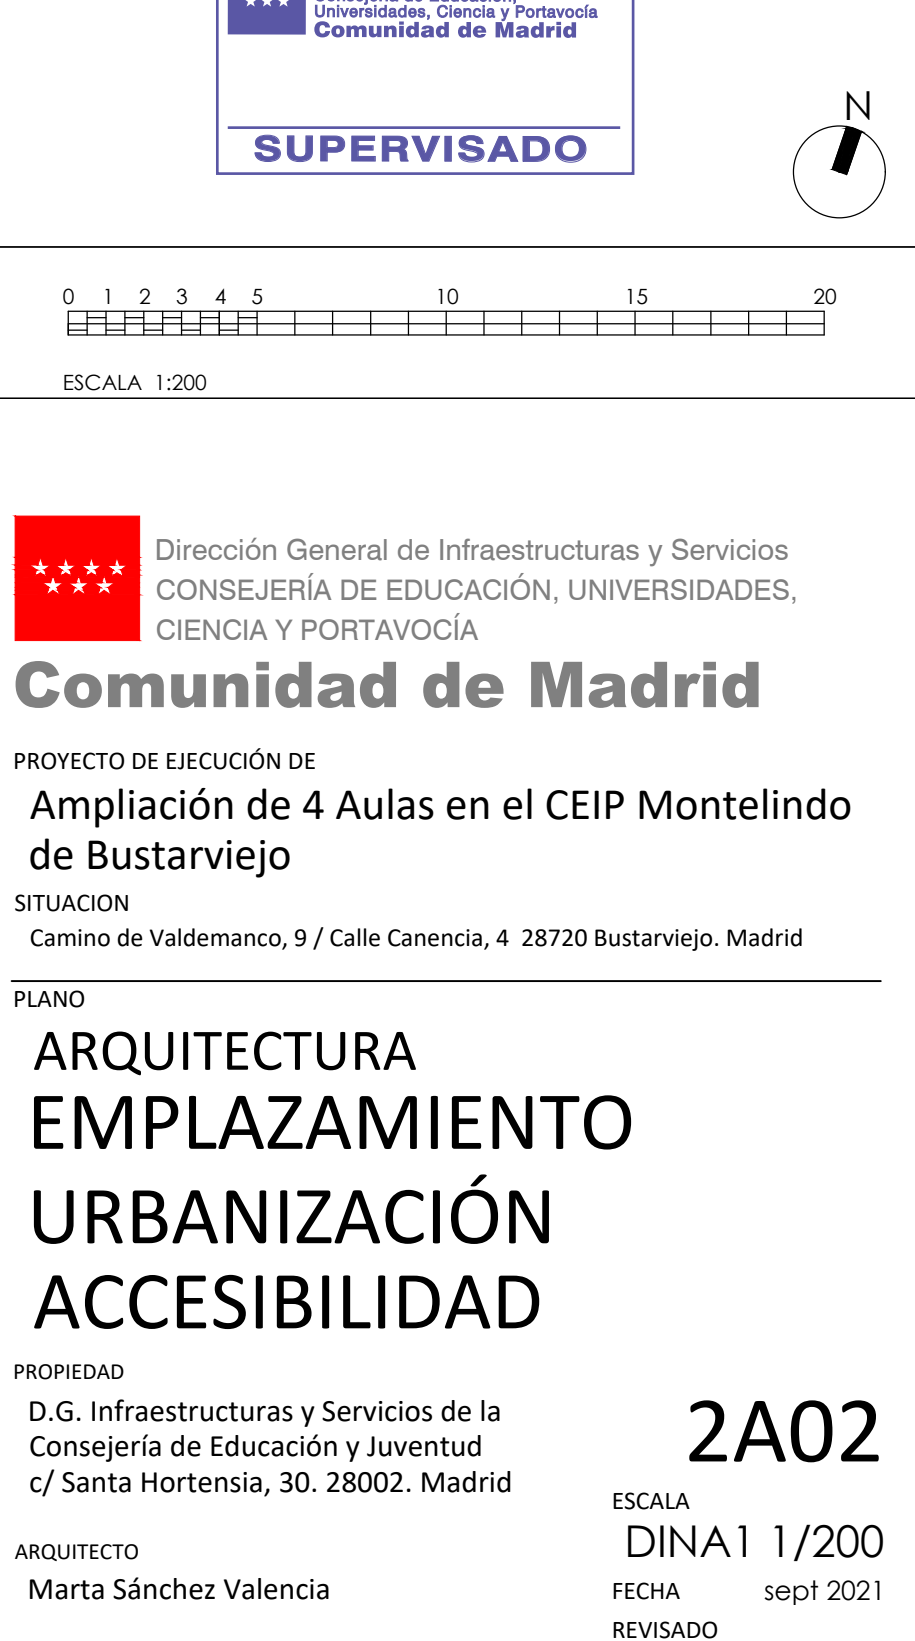 Universidades, Ciencia y Portavocía
Comunidad de Madrid
SUPERVISADO
N
0 1 2 3 4 5 10 15 20
ESCALA 1:200
Dirección General de Infraestructuras y Servicios
CONSEJERÍA DE EDUCACIÓN, UNIVERSIDADES,
CIENCIA Y PORTAVOCÍA
Comunidad de Madrid
PROYECTO DE EJECUCIÓN DE
Ampliación de 4 Aulas en el CEIP Montelindo
de Bustarviejo
SITUACION
Camino de Valdemanco, 9 / Calle Canencia, 4 28720 Bustarviejo. Madrid
PLANO
ARQUITECTURA
EMPLAZAMIENTO
URBANIZACIÓN
ACCESIBILIDAD
PROPIEDAD
D.G. Infraestructuras y Servicios de la
Consejería de Educación y Juventud
c/ Santa Hortensia, 30. 28002. Madrid
2A02
ESCALA
DINA1 1/200
ARQUITECTO
Marta Sánchez Valencia
FECHA sept 2021
REVISADO